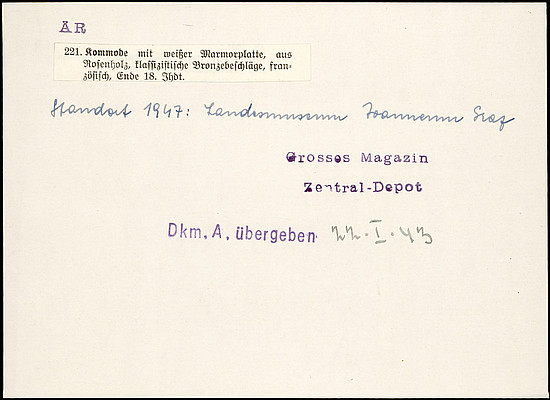 ÄR
221. Kommode mit weißer Marmorplatte, aus
Rosenholz, klassizistische Bronzebeschläge, fran-
zösisch, Ende 18. Jhdt.
Standort 1947: Landesmuseum Joanneum Graz
Grosses Magazin
Zentral-Depot
Dkm. A. übergeben 22. I. 43